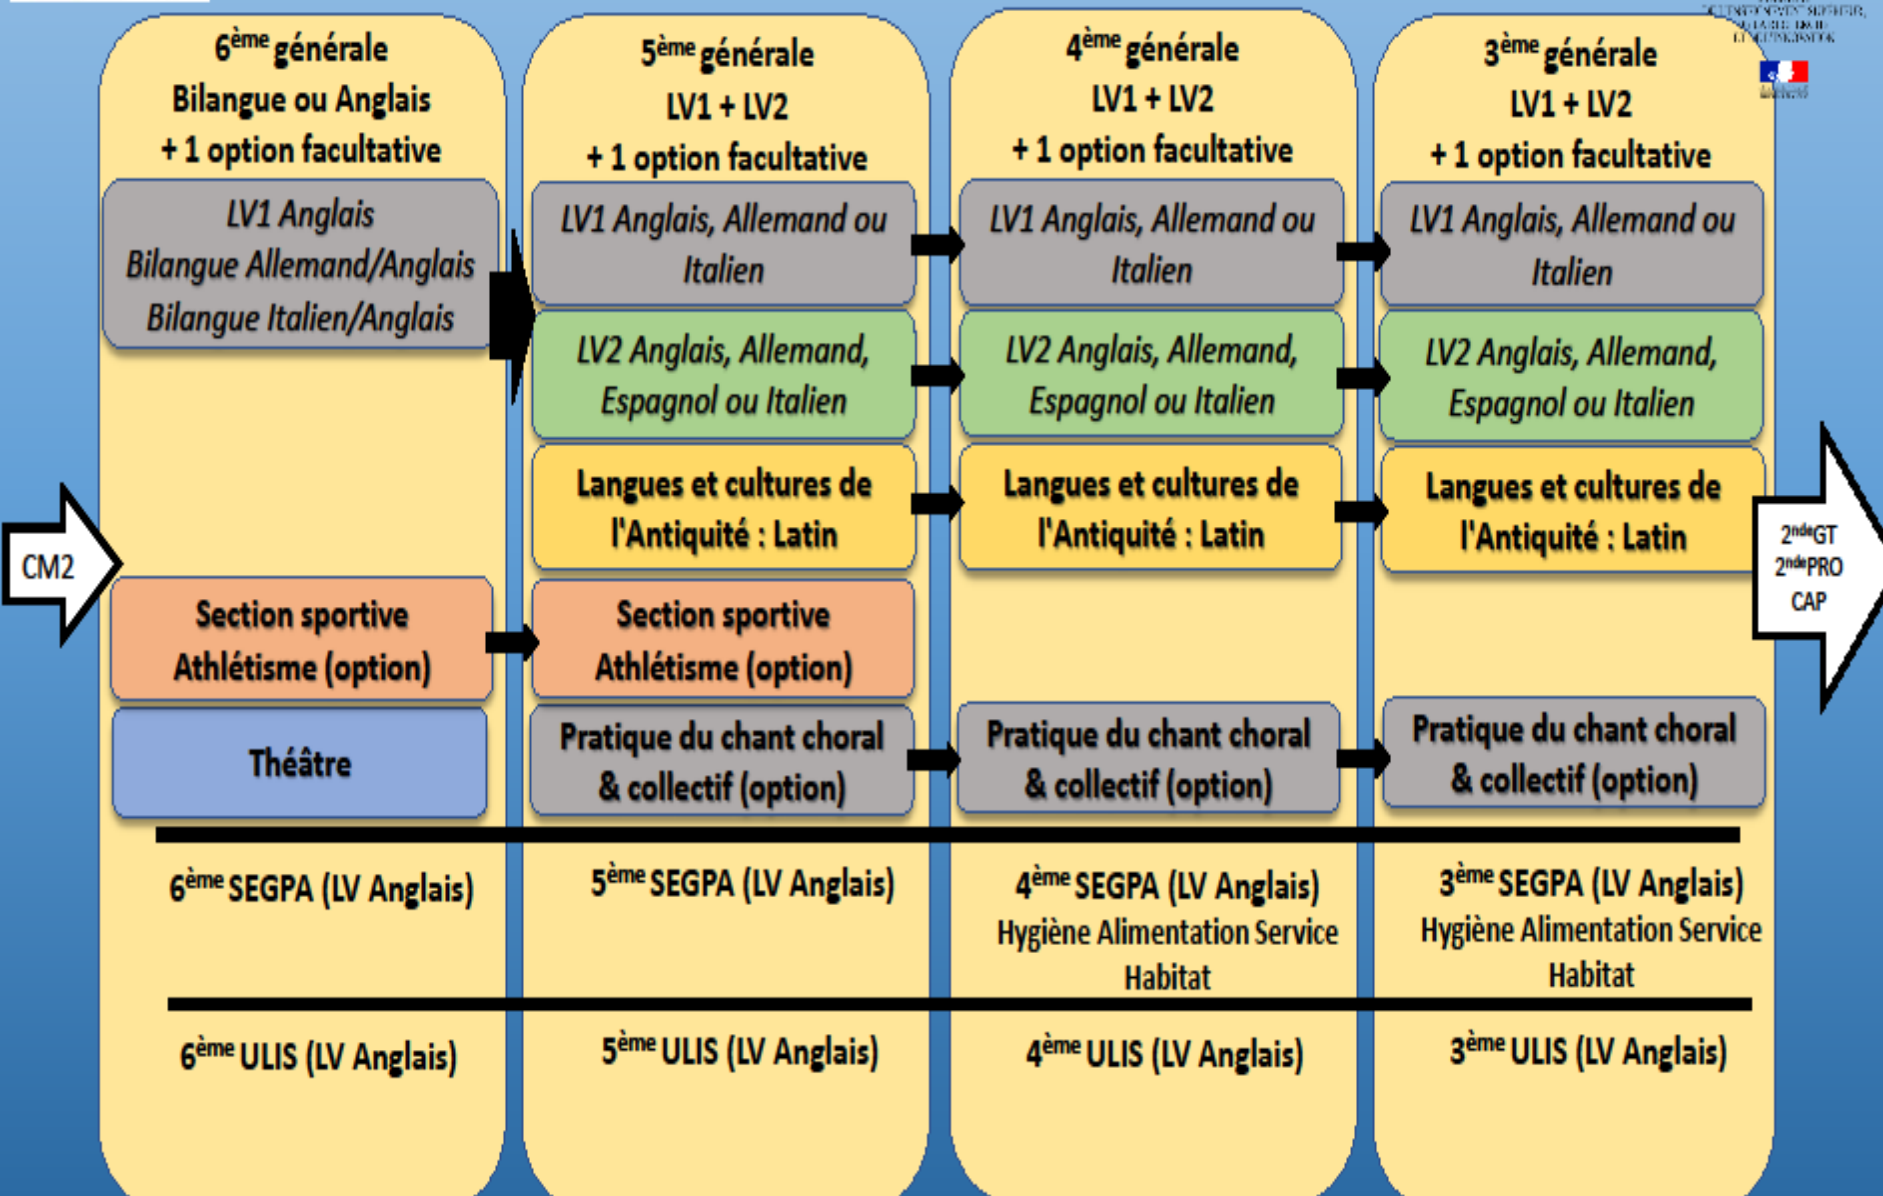 6ème générale
Bilangue ou Anglais
+ 1 option facultative
LV1 Anglais
Bilangue Allemand/Anglais
Bilangue Italien/Anglais
Section sportive
Athlétisme (option)
Théâtre
6ème SEGPA (LV Anglais)
6ème ULIS (LV Anglais)
5ème générale
LV1 + LV2
+ 1 option facultative
LV1 Anglais, Allemand ou
Italien
LV2 Anglais, Allemand,
Espagnol ou Italien
Langues et cultures de
l'Antiquité : Latin
Section sportive
Athlétisme (option)
Pratique du chant choral
& collectif (option)
5ème SEGPA (LV Anglais)
5ème ULIS (LV Anglais)
4ème générale
LV1 + LV2
+ 1 option facultative
LV1 Anglais, Allemand ou
Italien
LV2 Anglais, Allemand,
Espagnol ou Italien
Langues et cultures de
l'Antiquité : Latin
Pratique du chant choral
& collectif (option)
4ème SEGPA (LV Anglais)
Hygiène Alimentation Service
Habitat
4ème ULIS (LV Anglais)
3ème générale
LV1 + LV2
+ 1 option facultative
LV1 Anglais, Allemand ou
Italien
LV2 Anglais, Allemand,
Espagnol ou Italien
Langues et cultures de
l'Antiquité : Latin
Pratique du chant choral
& collectif (option)
3ème SEGPA (LV Anglais)
Hygiène Alimentation Service
Habitat
3ème ULIS (LV Anglais)
CM2
2ndeGT
2ndePRO
CAP